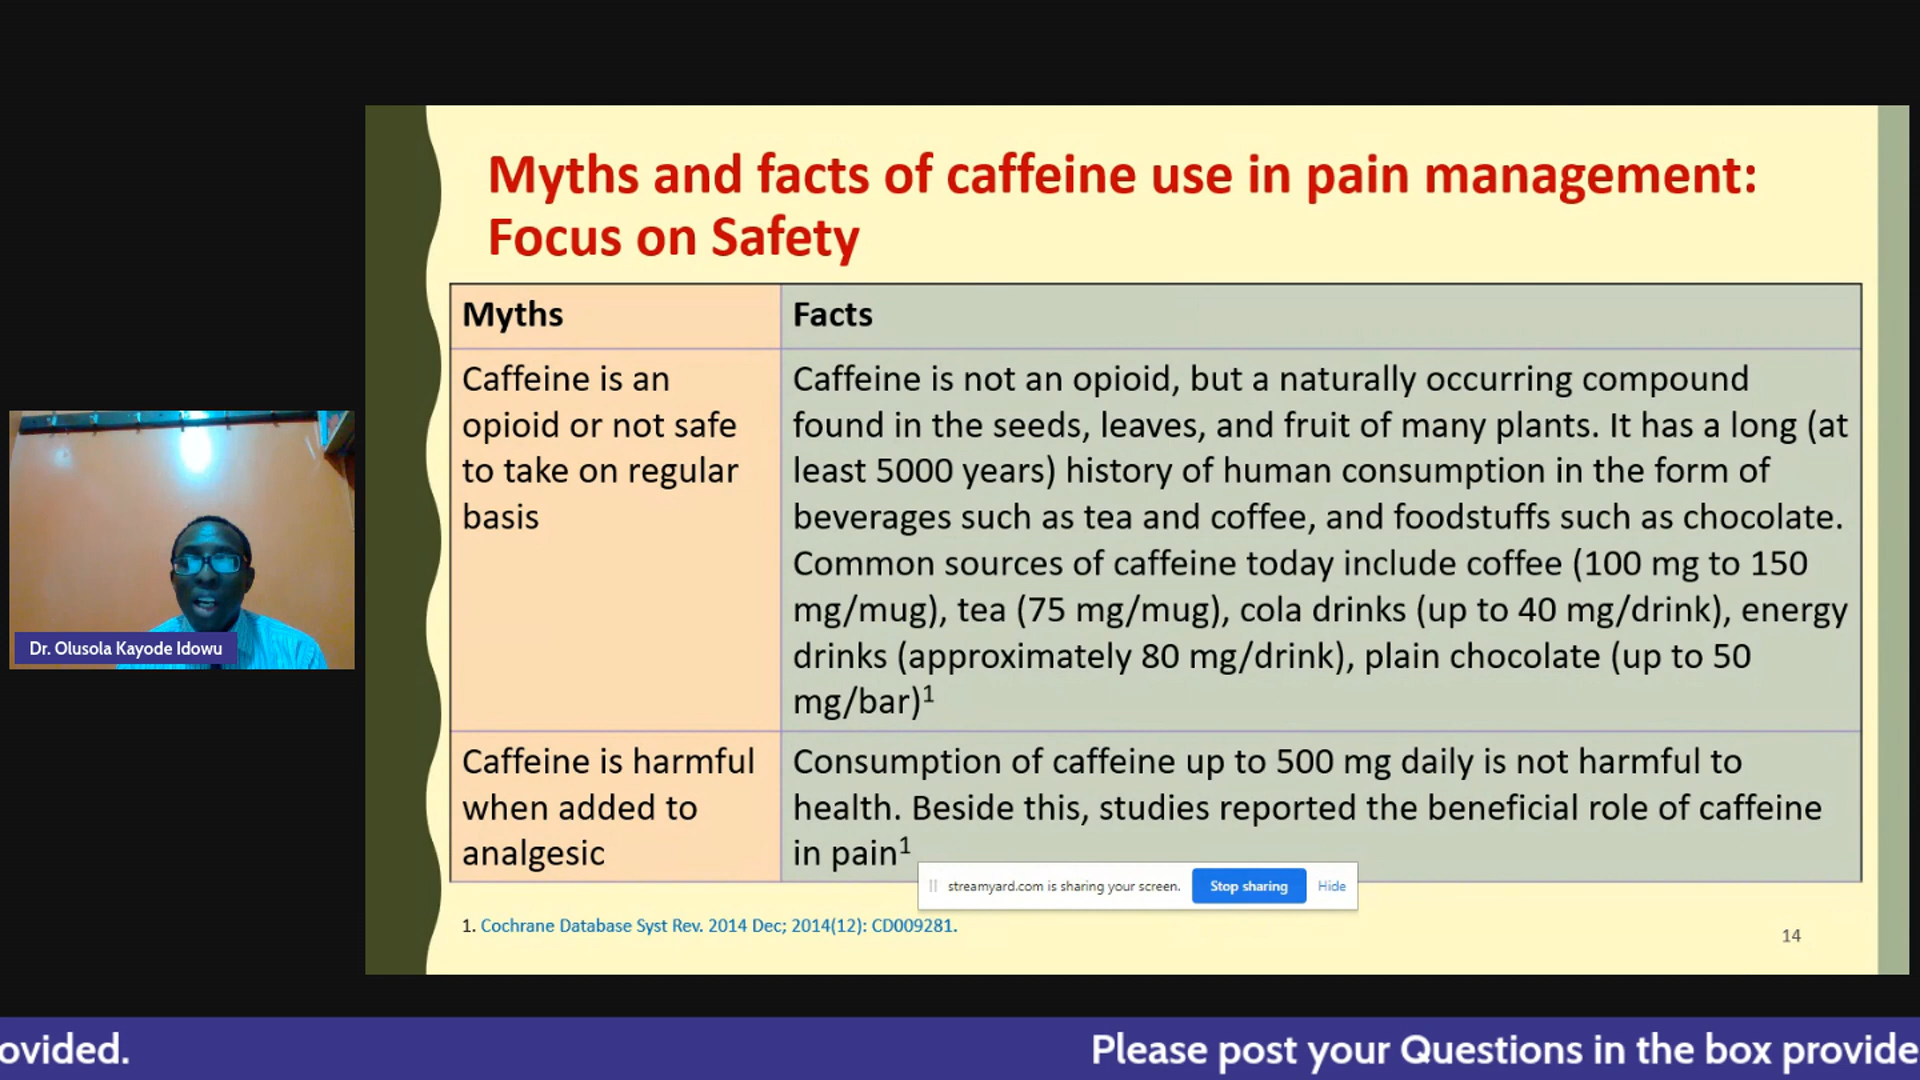 Myths and facts of caffeine use in pain management:
Focus on Safety
Myths
Facts
Caffeine is an
opioid or not safe
to take on regular
basis
Caffeine is not an opioid, but a naturally occurring compound
found in the seeds, leaves, and fruit of many plants. It has a long (at
least 5000 years) history of human consumption in the form of
beverages such as tea and coffee, and foodstuffs such as chocolate.
Common sources of caffeine today include coffee (100 mg to 150
mg/mug), tea (75 mg/mug), cola drinks (up to 40 mg/drink), energy
drinks (approximately 80 mg/drink), plain chocolate (up to 50
mg/bar)¹
Caffeine is harmful
when added to
analgesic
Consumption of caffeine up to 500 mg daily is not harmful to
health. Beside this, studies reported the beneficial role of caffeine
in pain¹
streamyard.com is sharing your screen.
Stop sharing
Hide
1. Cochrane Database Syst Rev. 2014 Dec; 2014(12): CD009281.
14
Dr. Olusola Kayode Idowu
ovided.
Please post your Questions in the box provide